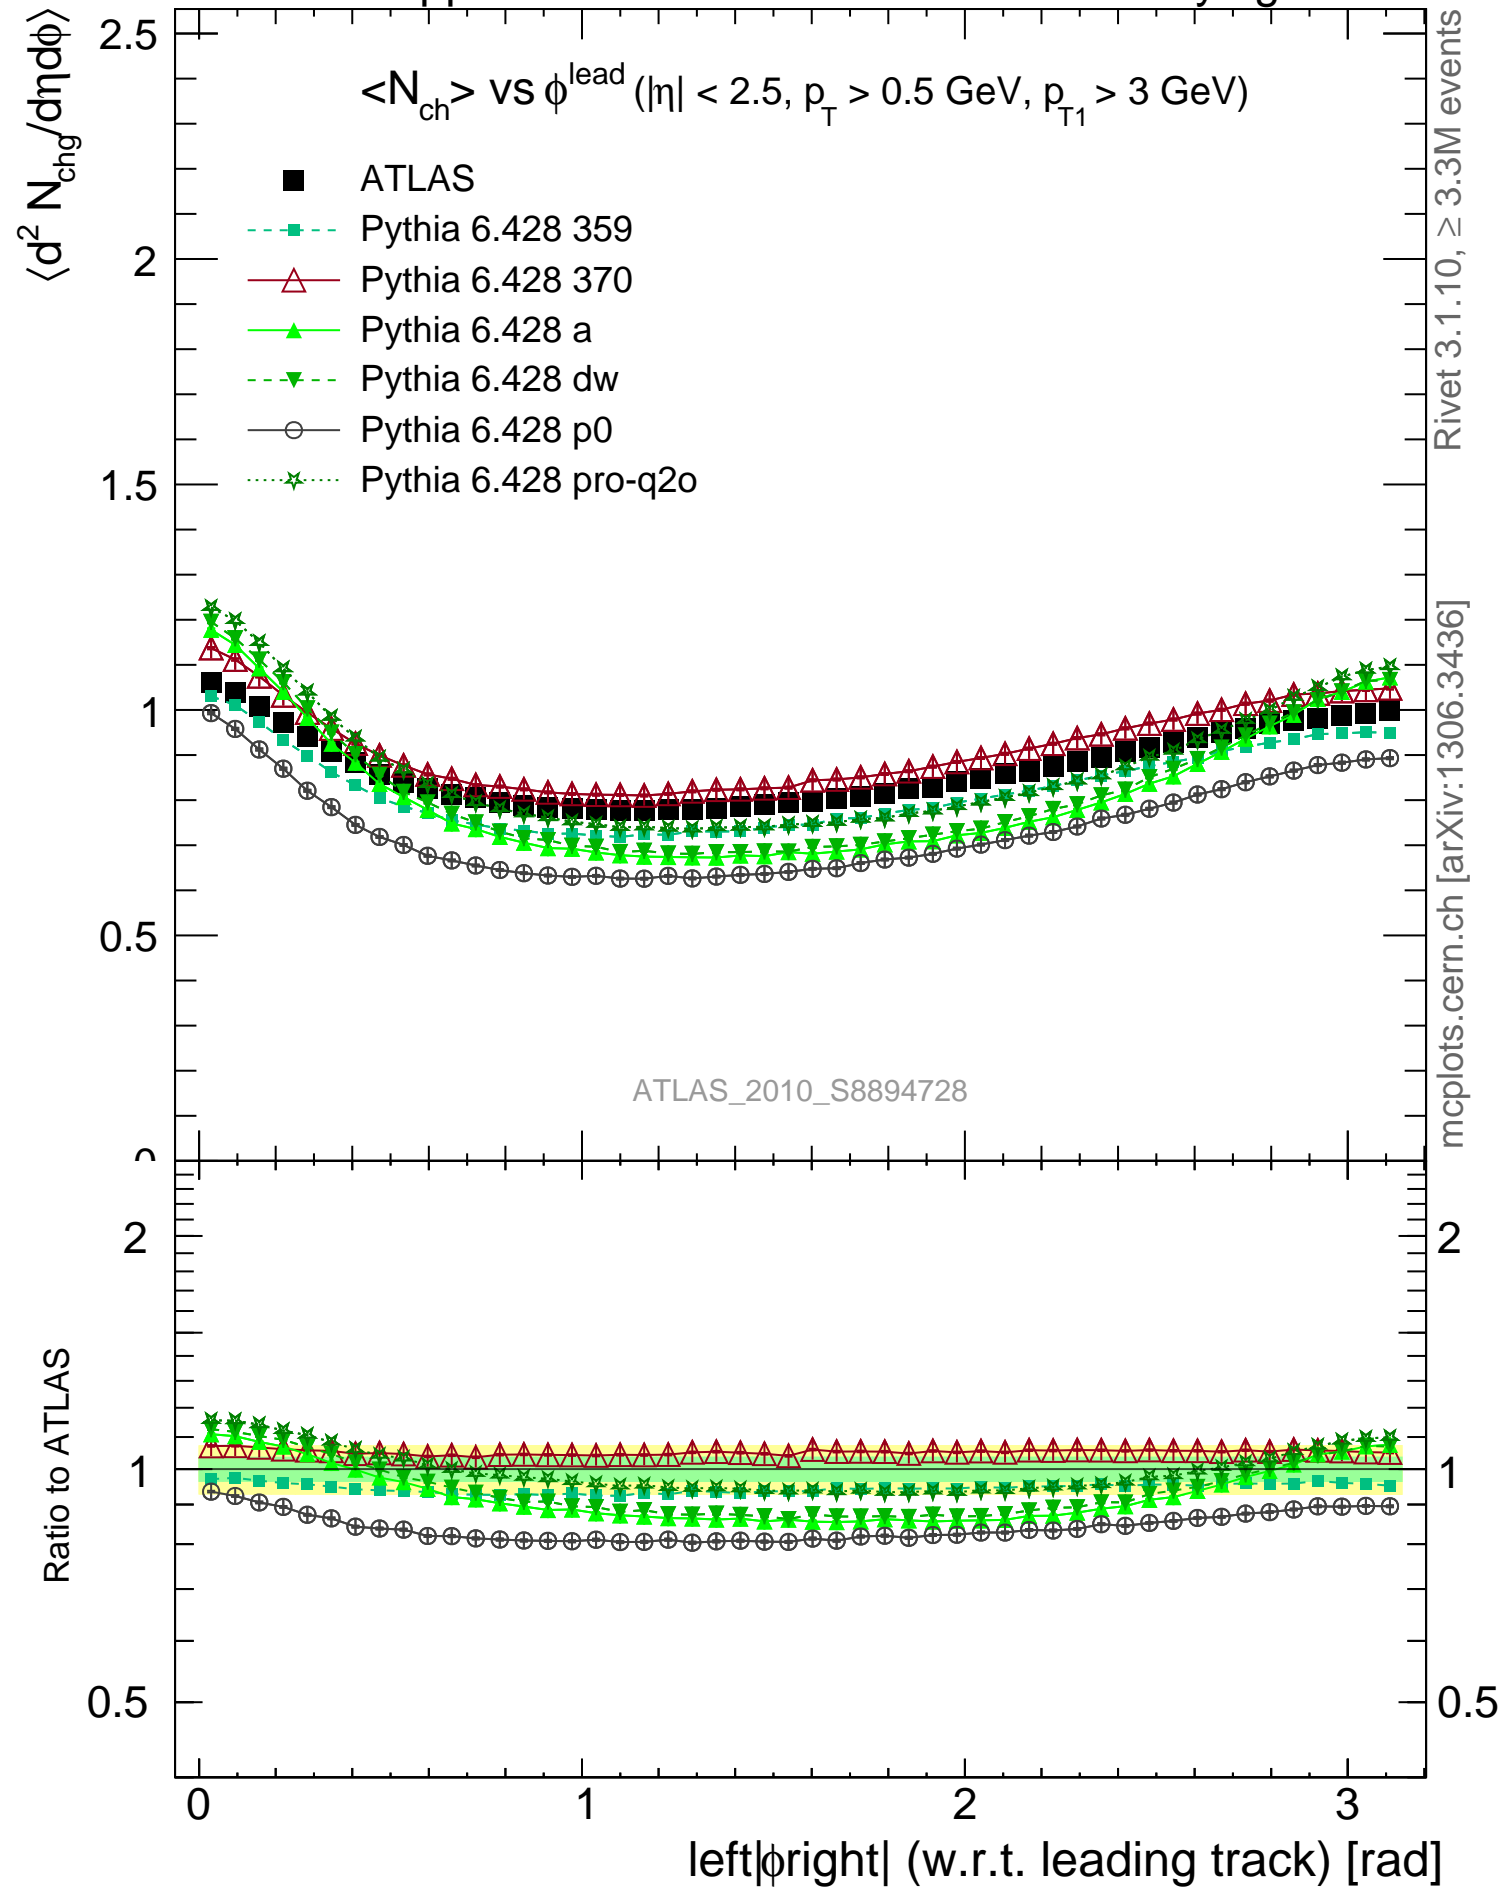 ⟨d² N_chg/dηdϕ⟩
<N_ch> vs ϕ^lead (|η| < 2.5, p_T > 0.5 GeV, p_T1 > 3 GeV)
ATLAS
Pythia 6.428 359
Pythia 6.428 370
Pythia 6.428 a
Pythia 6.428 dw
Pythia 6.428 p0
Pythia 6.428 pro-q2o
2.5
2
1.5
1
0.5
0
ATLAS_2010_S8894728
Rivet 3.1.10, ≥ 3.3M events
mcplots.cern.ch [arXiv:1306.3436]
Ratio to ATLAS
2
1
0.5
2
1
0.5
0 1 2 3
left|ϕright| (w.r.t. leading track) [rad]